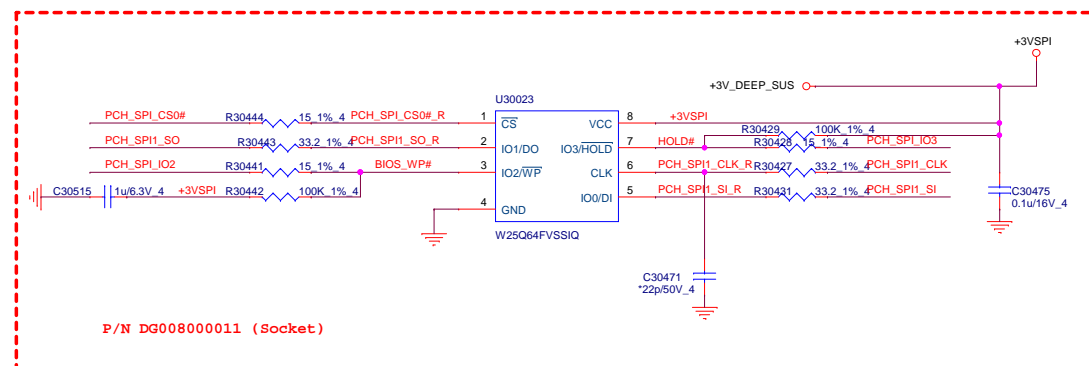 +3VSPI
+3V_DEEP_SUS
U30023
PCH_SPI_CS0# R30444 15_1%_4 PCH_SPI_CS0#_R 1 CS VCC 8 +3VSPI
R30429 100K_1%_4
PCH_SPI1_SO R30443 33.2_1%_4 PCH_SPI1_SO_R 2 IO1/DO IO3/HOLD 7 HOLD# R30428 15_1%_4 PCH_SPI_IO3
PCH_SPI_IO2 R30441 15_1%_4 BIOS_WP# 3 IO2/WP CLK 6 PCH_SPI1_CLK_R R30427 33.2_1%_4 PCH_SPI1_CLK
C30515 1u/6.3V_4 +3VSPI R30442 100K_1%_4 IO0/DI 5 PCH_SPI1_SI_R R30431 33.2_1%_4 PCH_SPI1_SI
C30475
0.1u/16V_4
4 GND
W25Q64FVSSIQ
C30471
*22p/50V_4
P/N DG008000011 (Socket)